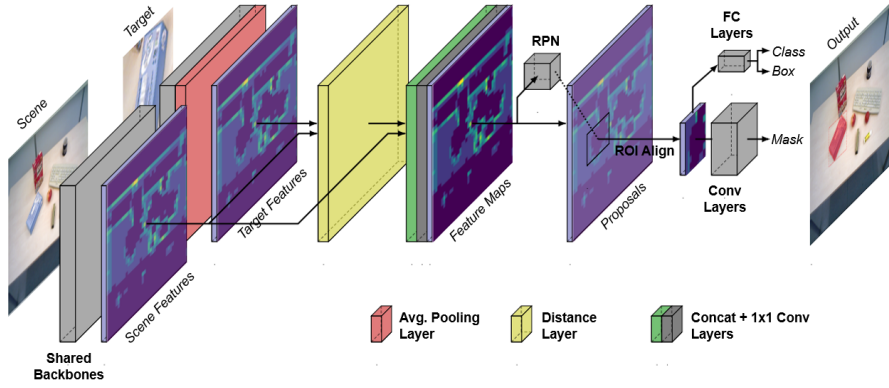 Target
FC
Layers
Output
Scene
RPN
Class
Box
ROI Align
Mask
Conv
Layers
Target Features
Feature Maps
Proposals
Scene Features
Shared
Backbones
Avg. Pooling
Layer
Distance
Layer
Concat + 1x1 Conv
Layers